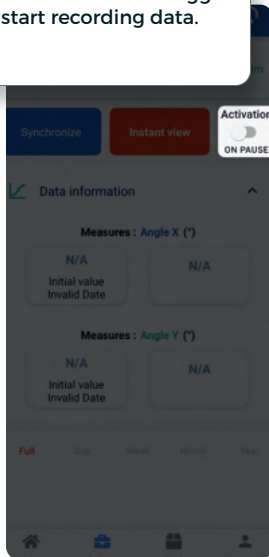 start recording data.
Activation
Synchronize
Instant view
ON PAUSE
Data information
Measures : Angle X (°)
N/A
N/A
Initial value
Invalid Date
Measures : Angle Y (°)
N/A
N/A
Initial value
Invalid Date
Full Day Week Month Year